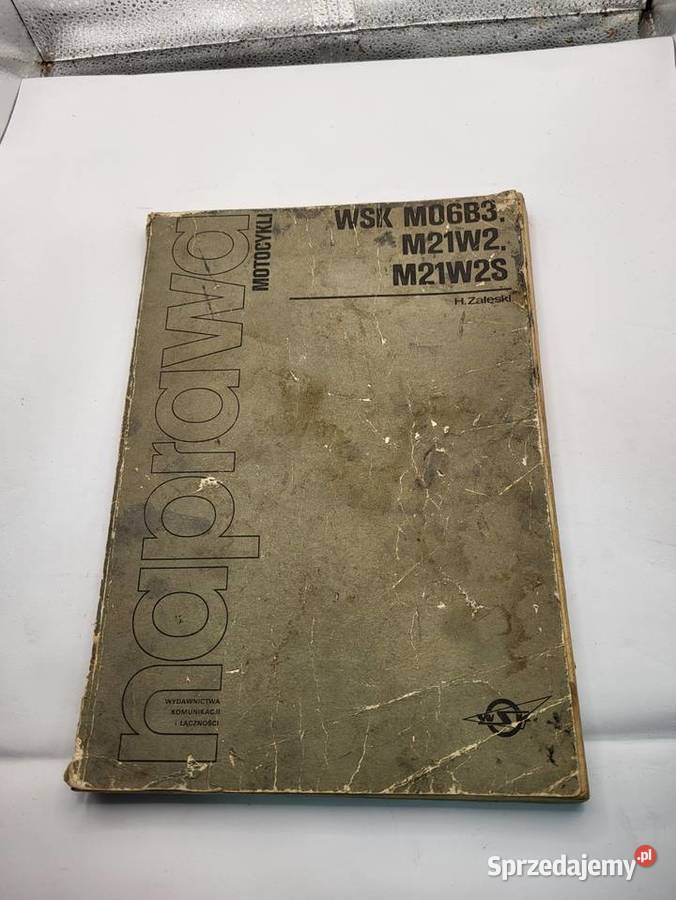 naprawa
MOTOCYKLI
WSK M06B3.
M21W2.
M21W2S
H. Załęski
WYDAWNICTWA
KOMUNIKACJI
i ŁĄCZNOŚCI
WSK
Sprzedajemy.pl